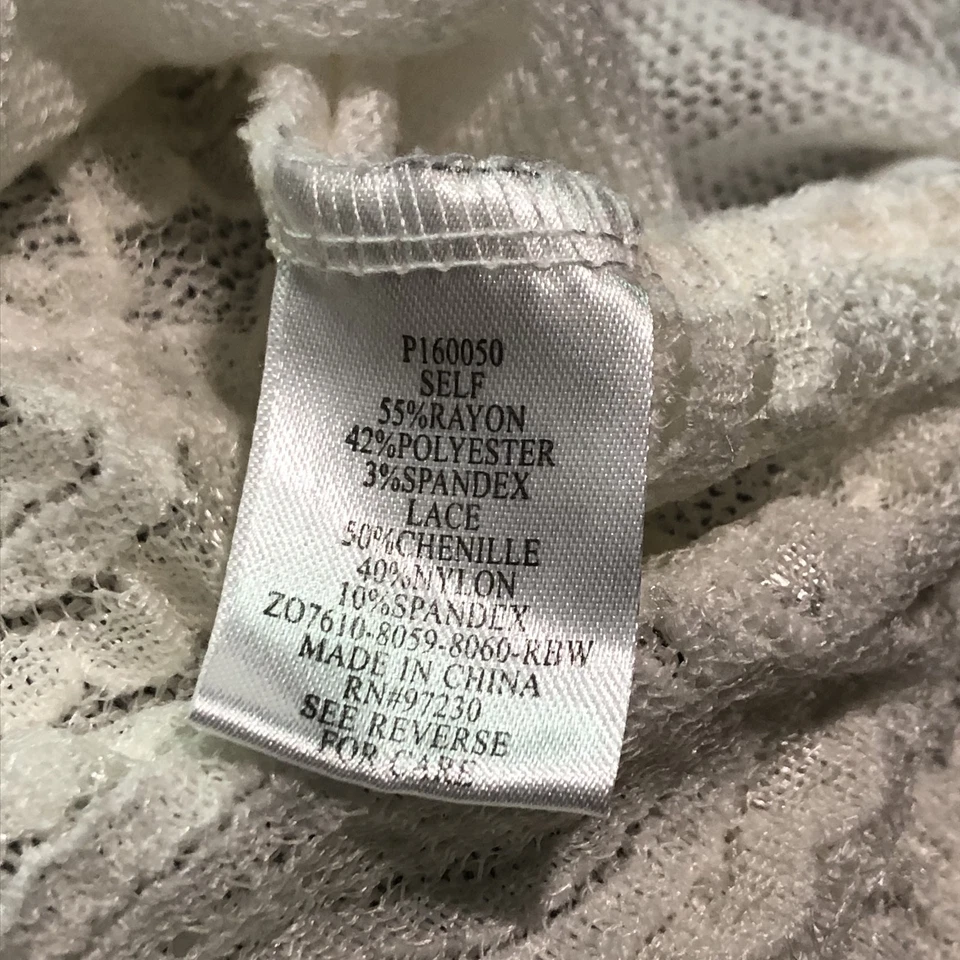 P160050
SELF
55%RAYON
42%POLYESTER
3%SPANDEX
LACE
50%CHENILLE
40%NYLON
10%SPANDEX
ZO7610-8059-8060-RBW
MADE IN CHINA
RN#97230
SEE REVERSE
FOR CARE